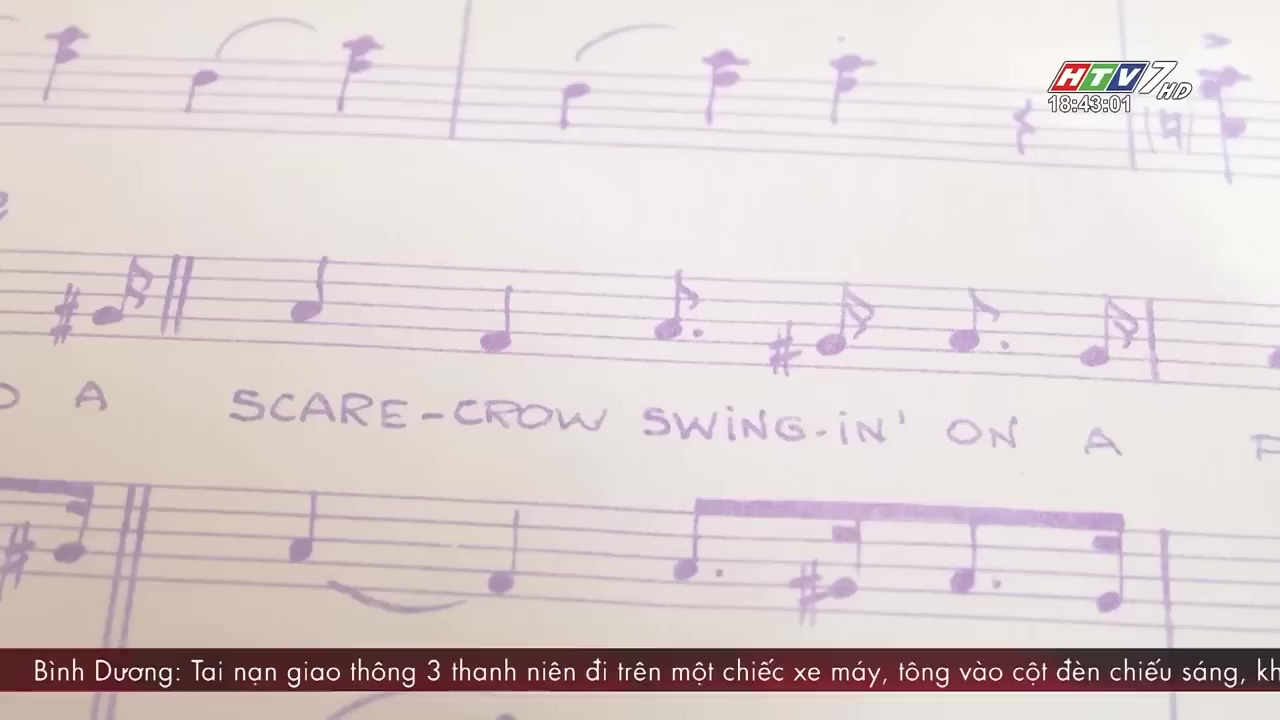 HTV7 HD
18:43:01
A SCARE-CROW SWiNG-iN' ON A
Bình Dương: Tai nạn giao thông 3 thanh niên đi trên một chiếc xe máy, tông vào cột đèn chiếu sáng,